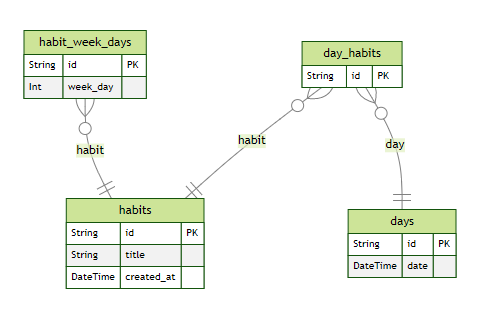 habit_week_days
String id PK
Int week_day
day_habits
String id PK
habit
habit
day
habits
String id PK
String title
DateTime created_at
days
String id PK
DateTime date